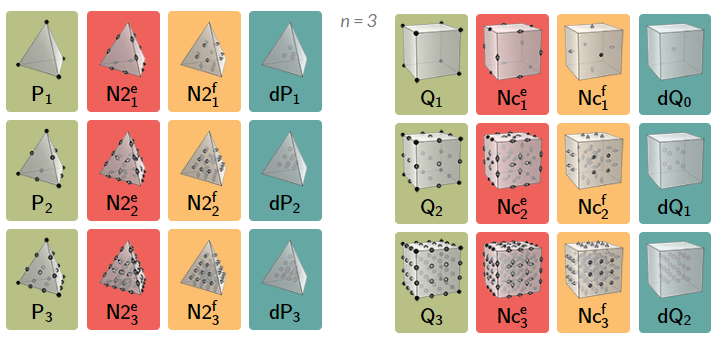 n = 3
P₁ N2ᵉ₁ N2ᶠ₁ dP₁ Q₁ Ncᵉ₁ Ncᶠ₁ dQ₀
P₂ N2ᵉ₂ N2ᶠ₂ dP₂ Q₂ Ncᵉ₂ Ncᶠ₂ dQ₁
P₃ N2ᵉ₃ N2ᶠ₃ dP₃ Q₃ Ncᵉ₃ Ncᶠ₃ dQ₂